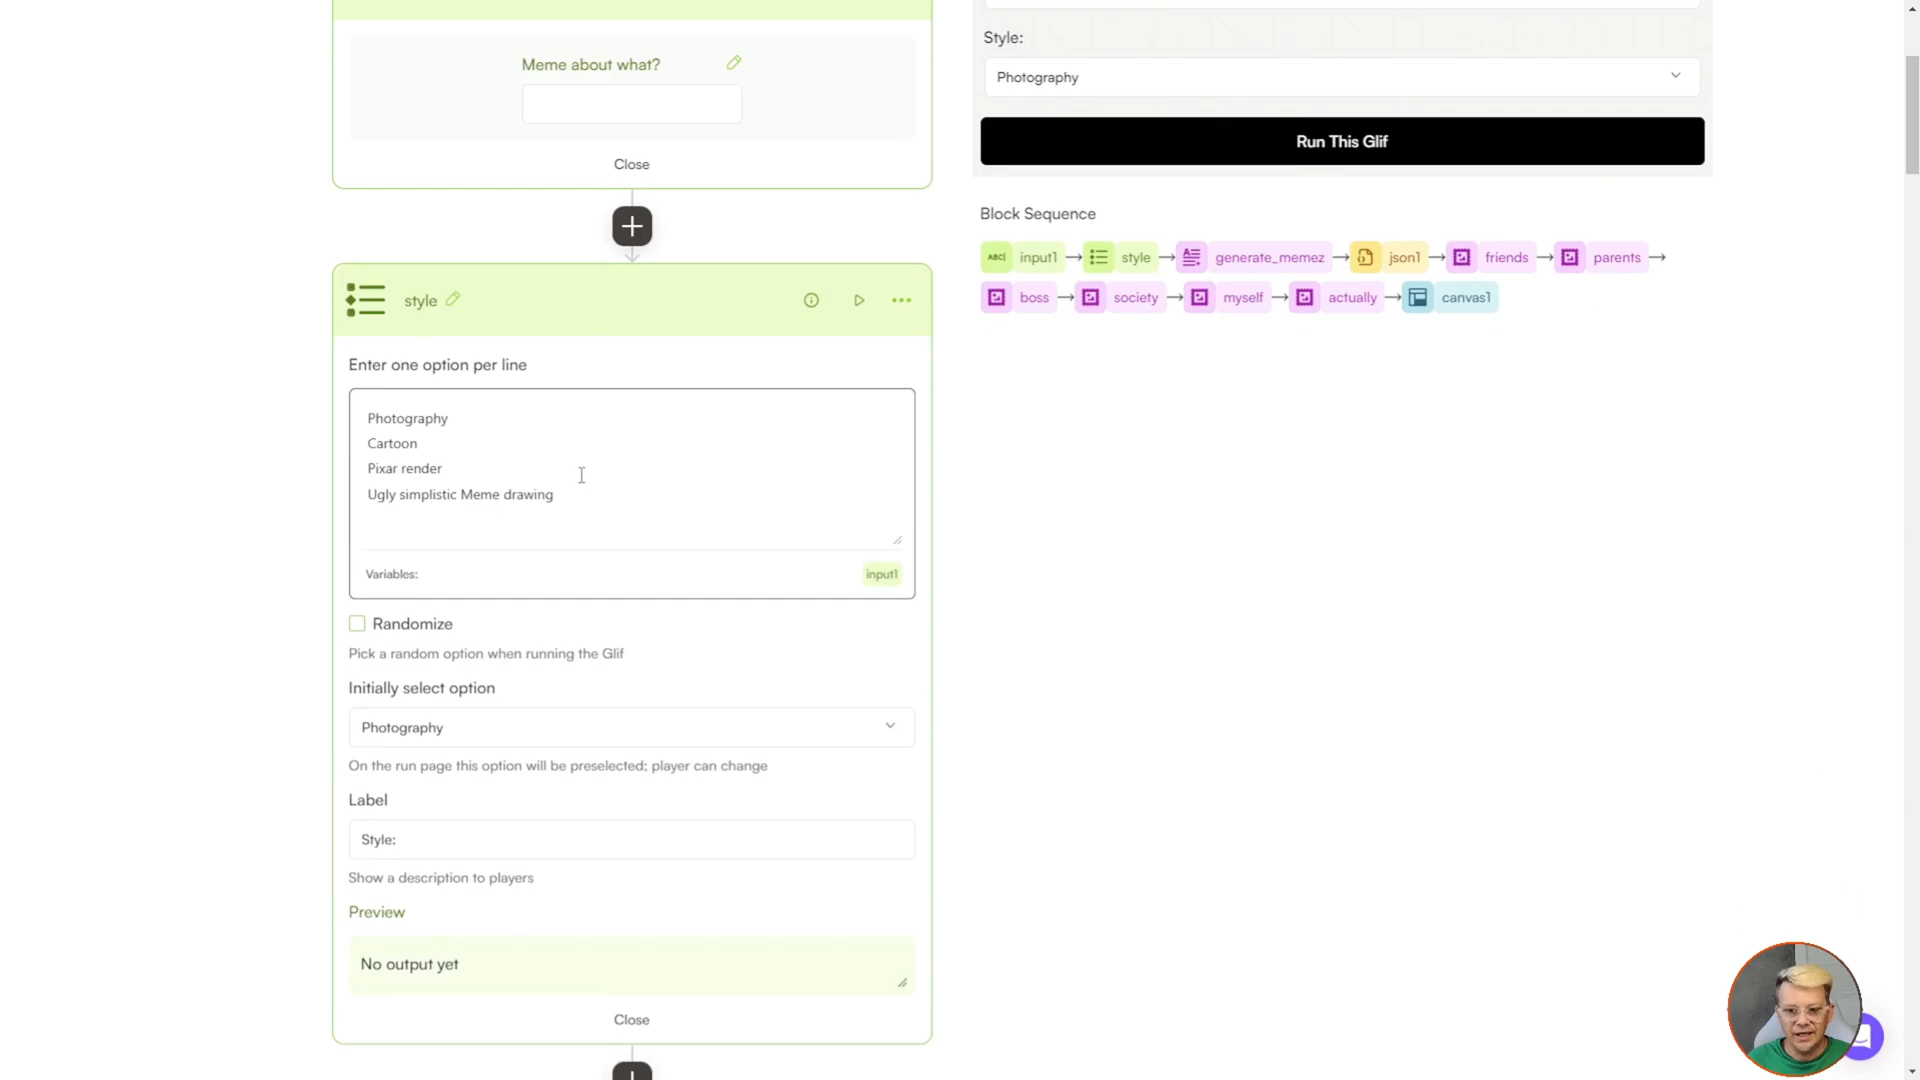 Meme about what?
Close
style
Enter one option per line
Photography
Cartoon
Pixar render
Ugly simplistic Meme drawing
Variables:
input1
Randomize
Pick a random option when running the Glif
Initially select option
Photography
On the run page this option will be preselected; player can change
Label
Style:
Show a description to players
Preview
No output yet
Close
Style:
Photography
Run This Glif
Block Sequence
ABC| input1 → style → generate_memez → json1 → friends → parents →
boss → society → myself → actually → canvas1